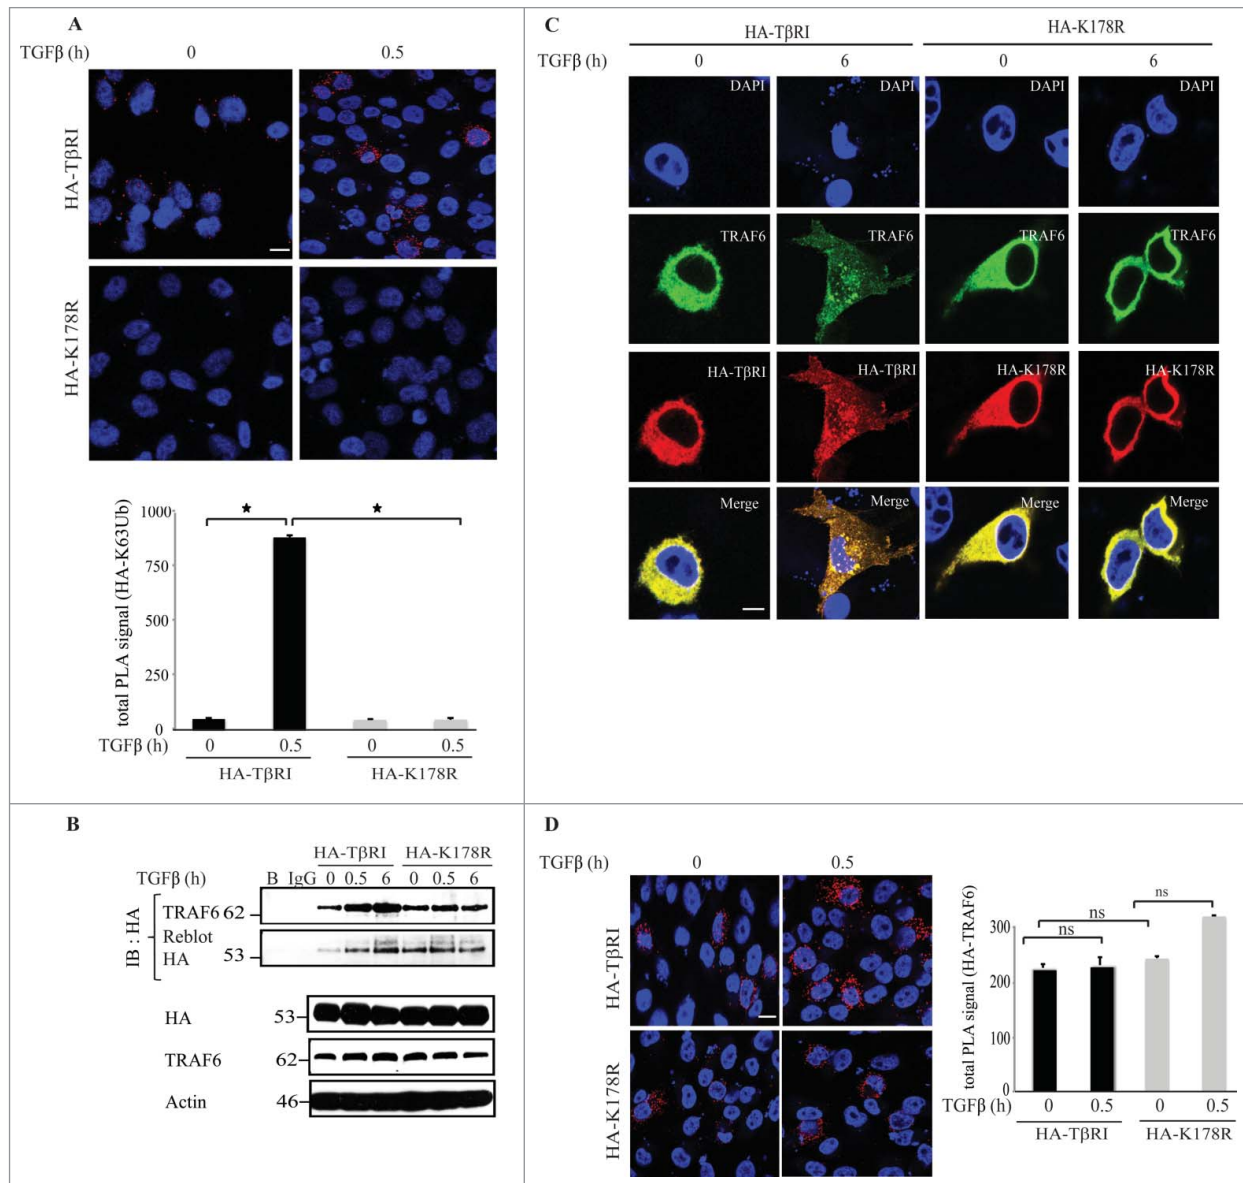 A
TGFβ (h) 0 0.5
HA-TβRI
HA-K178R
total PLA signal (HA-K63Ub)
1000
750
500
250
0
TGFβ (h) 0 0.5 0 0.5
HA-TβRI HA-K178R
B
HA-TβRI HA-K178R
TGFβ (h) B IgG 0 0.5 6 0 0.5 6
IB : HA
TRAF6 62
Reblot
HA 53
HA 53
TRAF6 62
Actin 46
C
HA-TβRI HA-K178R
TGFβ (h) 0 6 0 6
DAPI DAPI DAPI DAPI
TRAF6 TRAF6 TRAF6 TRAF6
HA-TβRI HA-TβRI HA-K178R HA-K178R
Merge Merge Merge Merge
D
TGFβ (h) 0 0.5
HA-TβRI
HA-K178R
total PLA signal (HA-TRAF6)
ns
ns
ns
300
200
100
0
TGFβ (h) 0 0.5 0 0.5
HA-TβRI HA-K178R